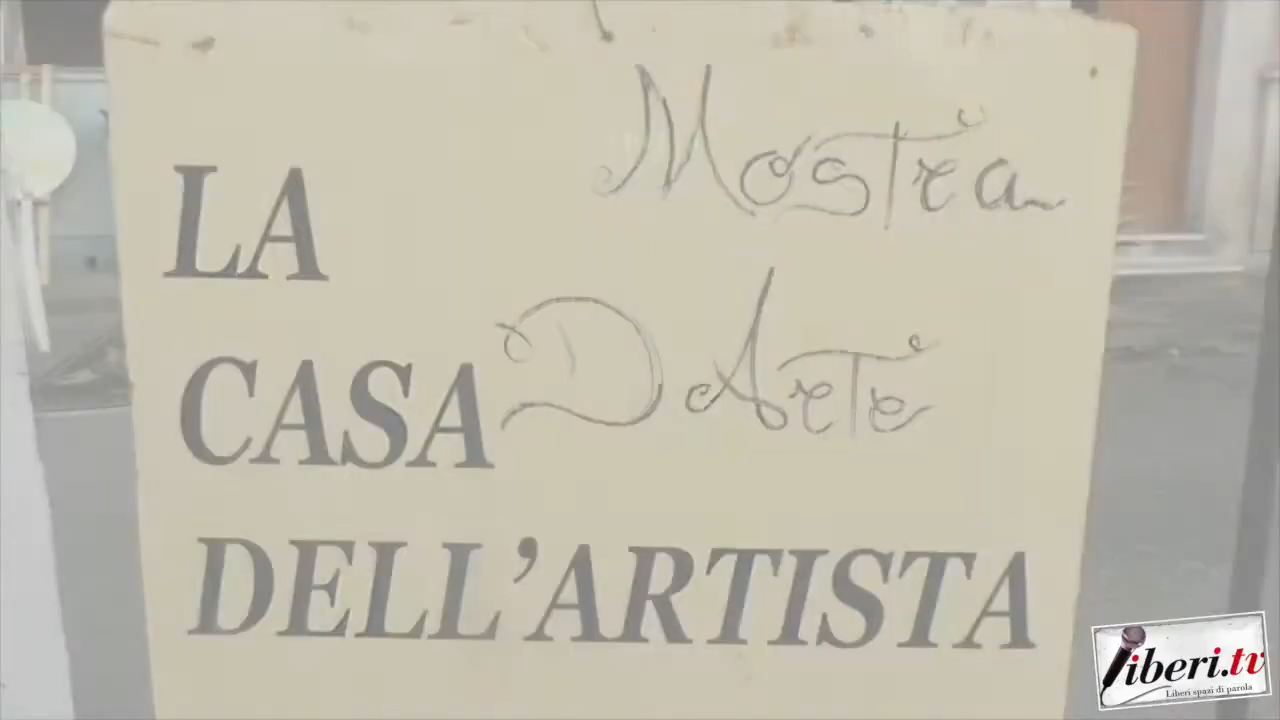 Mostra
LA
D Arte
CASA
DELL'ARTISTA
liberi.tv
Liberi spazi di parola